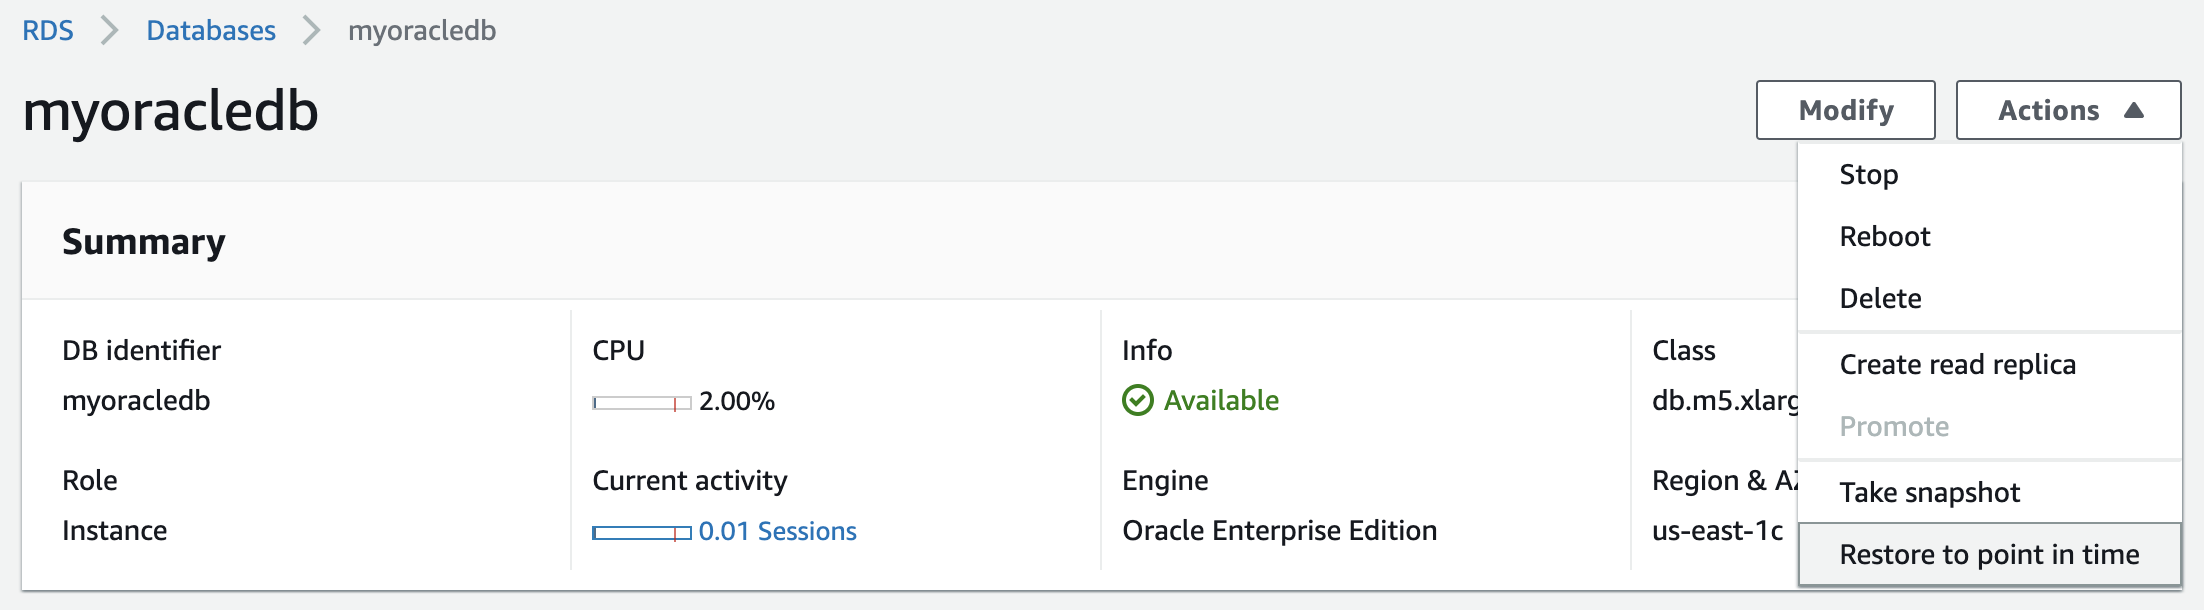 RDS > Databases > myoracledb
myoracledb
Modify
Actions
Stop
Reboot
Delete
Create read replica
Promote
Take snapshot
Restore to point in time
Summary
DB identifier
myoracledb
CPU
2.00%
Info
Available
Class
db.m5.xlarg
Role
Instance
Current activity
0.01 Sessions
Engine
Oracle Enterprise Edition
Region & AZ
us-east-1c